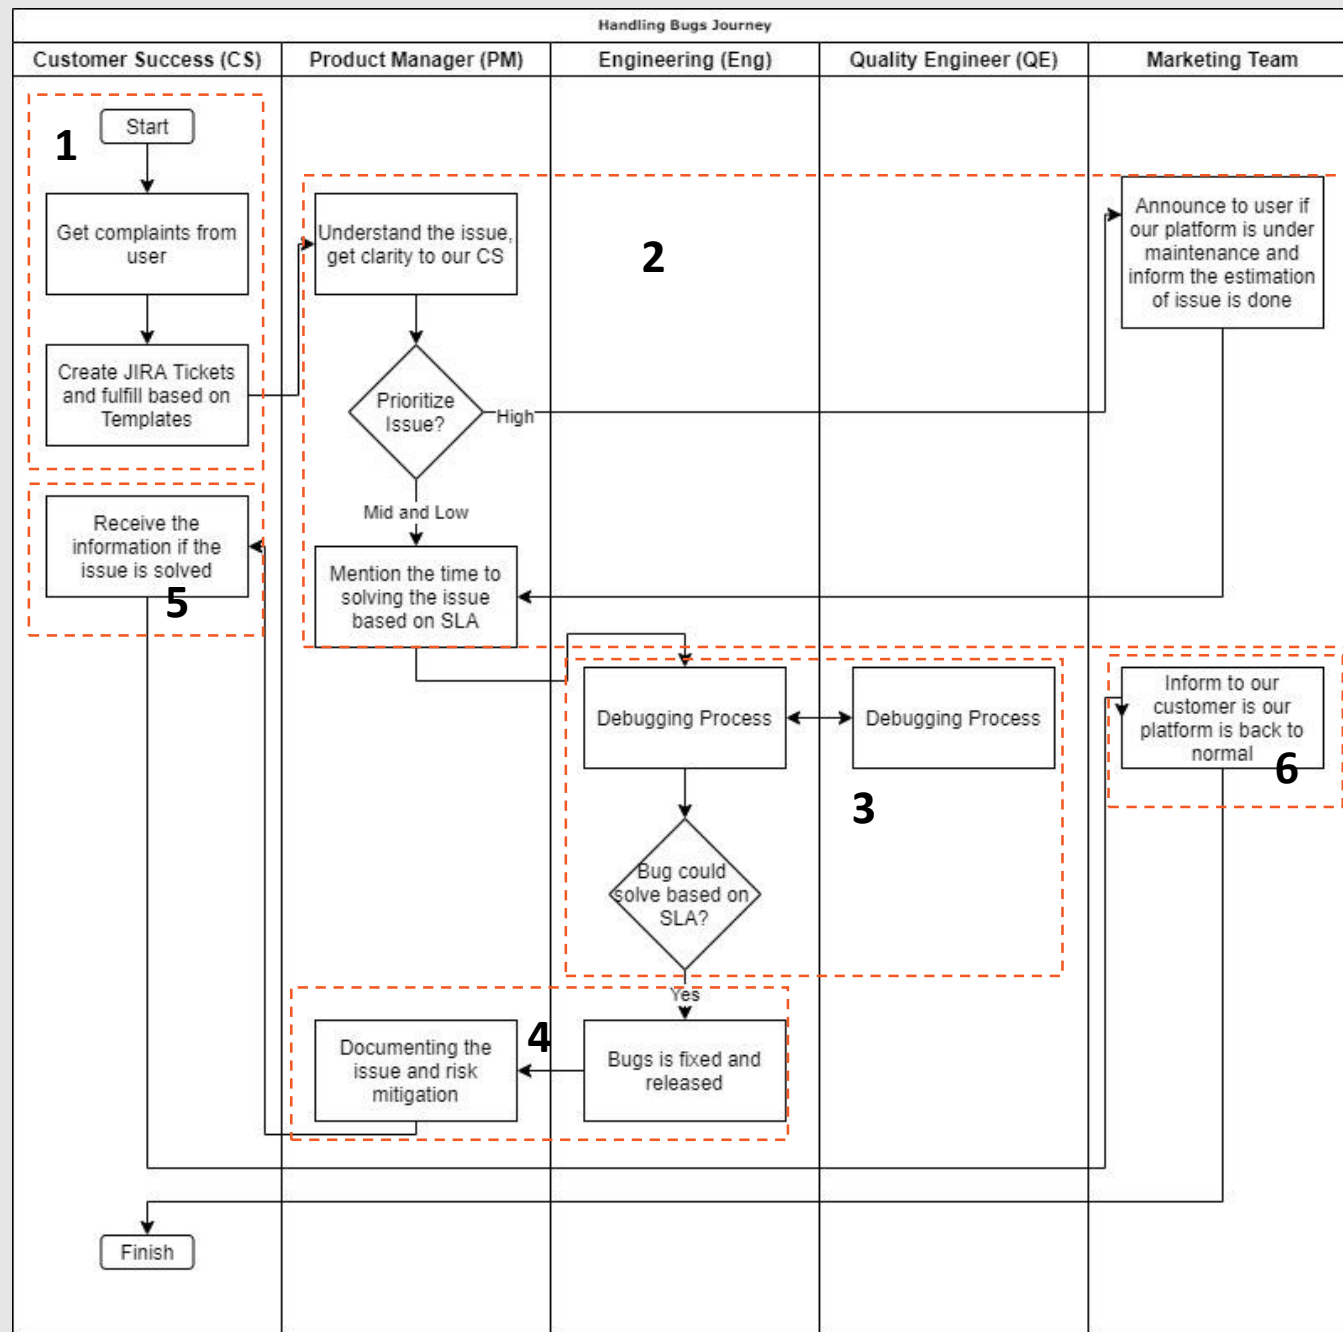 Handling Bugs Journey
Customer Success (CS)
Product Manager (PM)
Engineering (Eng)
Quality Engineer (QE)
Marketing Team
1
Start
Get complaints from
user
Create JIRA Tickets
and fulfill based on
Templates
2
Understand the issue,
get clarity to our CS
Prioritize
Issue?
High
Mid and Low
Announce to user if
our platform is under
maintenance and
inform the estimation
of issue is done
Mention the time to
solving the issue
based on SLA
3
Debugging Process
Debugging Process
Bug could
solve based on
SLA?
Yes
4
Bugs is fixed and
released
Documenting the
issue and risk
mitigation
5
Receive the
information if the
issue is solved
6
Inform to our
customer is our
platform is back to
normal
Finish